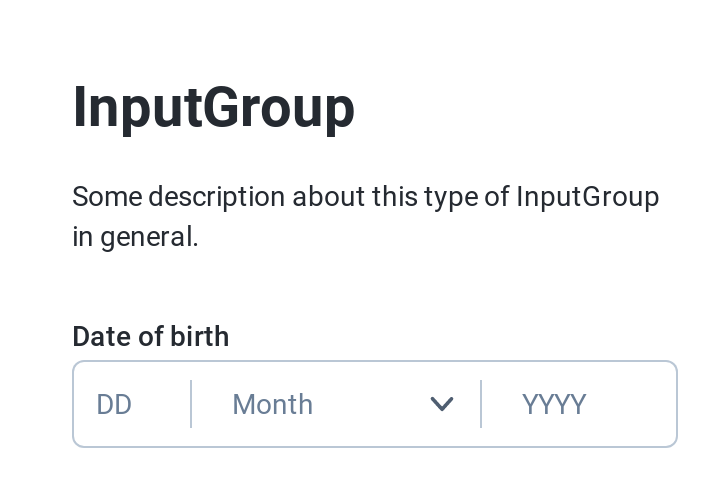 InputGroup
Some description about this type of InputGroup
in general.
Date of birth
DD Month YYYY